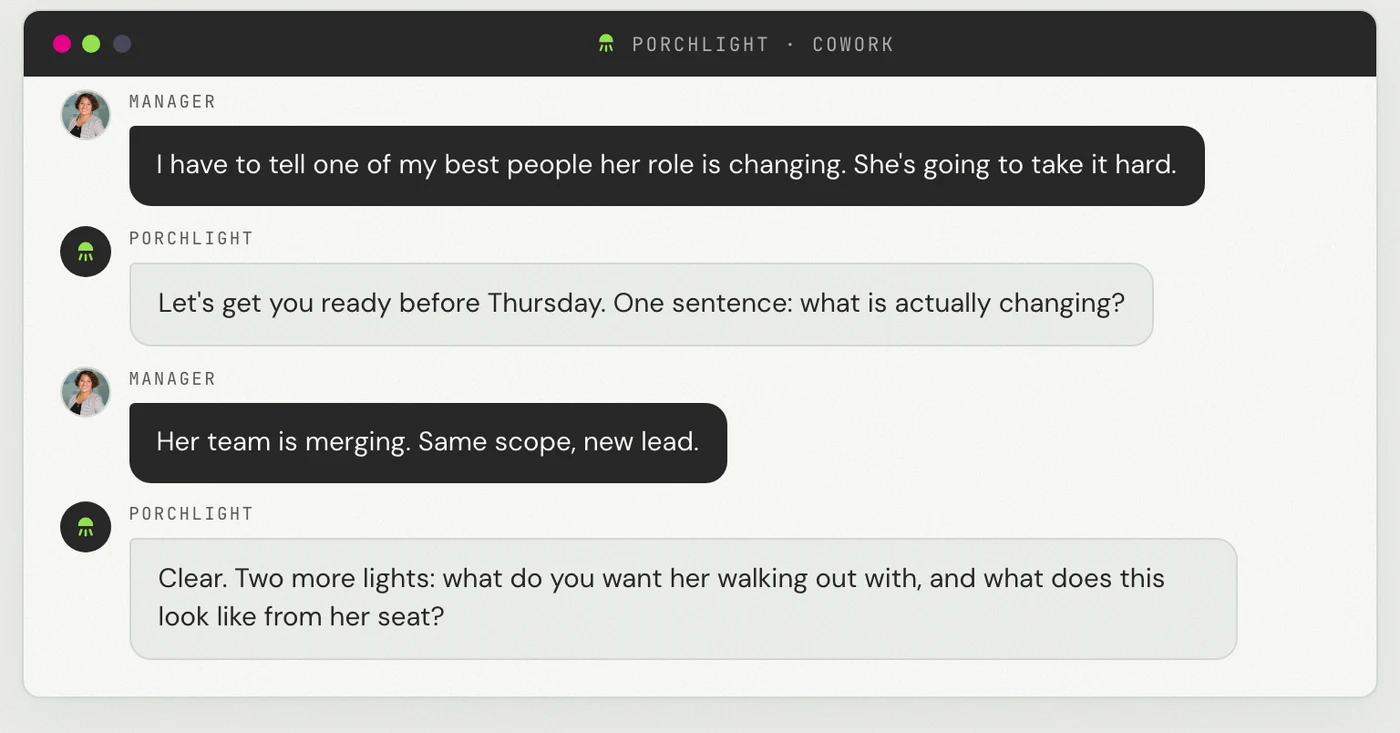 PORCHLIGHT · COWORK
MANAGER
I have to tell one of my best people her role is changing. She's going to take it hard.
PORCHLIGHT
Let's get you ready before Thursday. One sentence: what is actually changing?
MANAGER
Her team is merging. Same scope, new lead.
PORCHLIGHT
Clear. Two more lights: what do you want her walking out with, and what does this
look like from her seat?